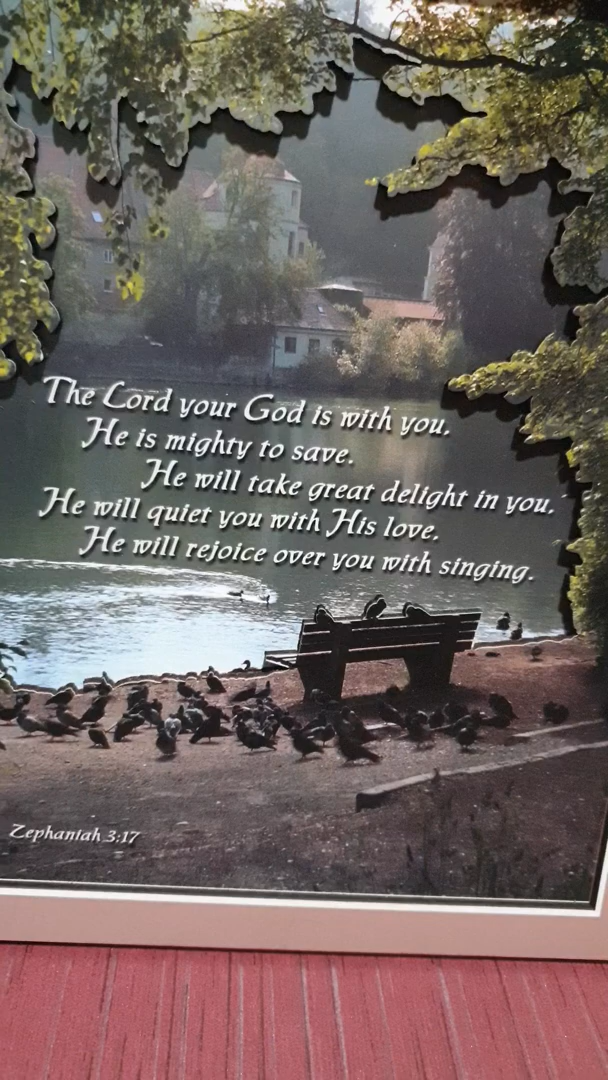 The Lord your God is with you,
He is mighty to save.
He will take great delight in you,
He will quiet you with His love.
He will rejoice over you with singing.
Zephaniah 3:17